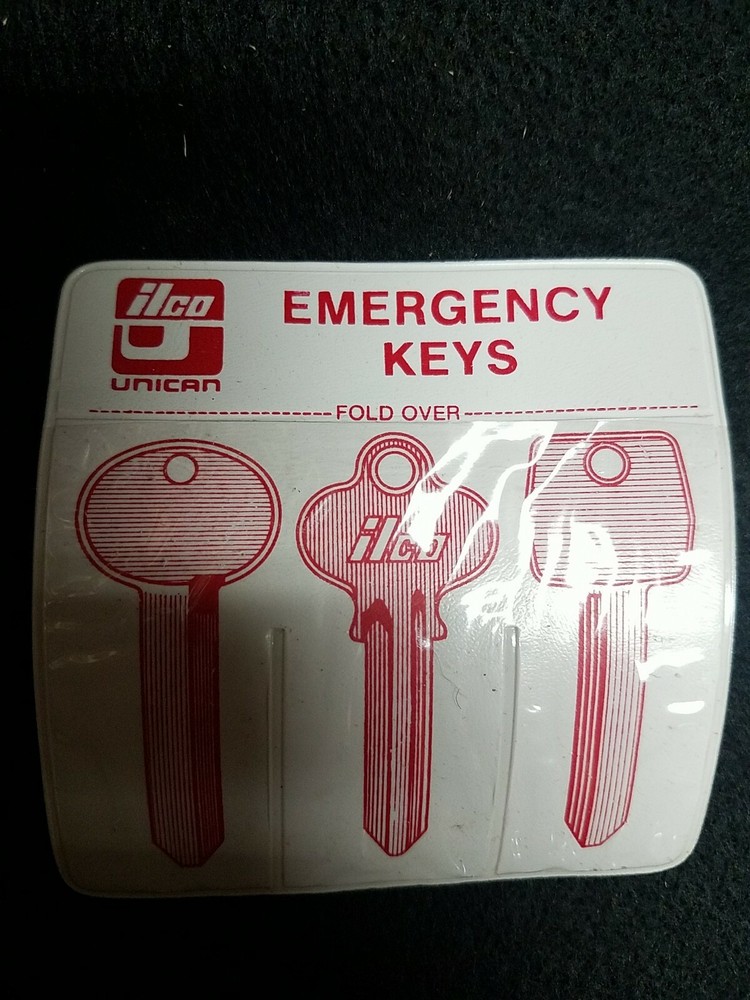 ilco
UNICAN
EMERGENCY
KEYS
FOLD OVER
ilco